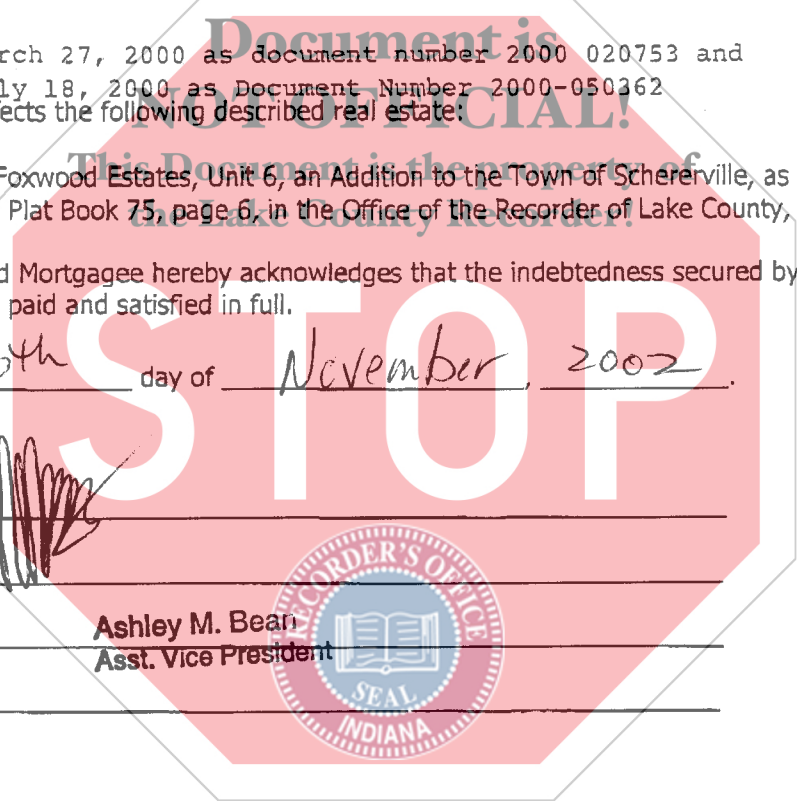 Document is
NOT OFFICIAL!
This Document is the property of
the Lake County Recorder!
STOP
rch 27, 2000 as document number 2000 020753 and
ly 18, 2000 as Document Number 2000-050362
ects the following described real estate:
Foxwood Estates, Unit 6, an Addition to the Town of Schererville, as
Plat Book 75, page 6, in the Office of the Recorder of Lake County,
d Mortgagee hereby acknowledges that the indebtedness secured by
paid and satisfied in full.
th day of November, 2002.
Ashley M. Bean
Asst. Vice President
RECORDER'S OFFICE
SEAL
INDIANA